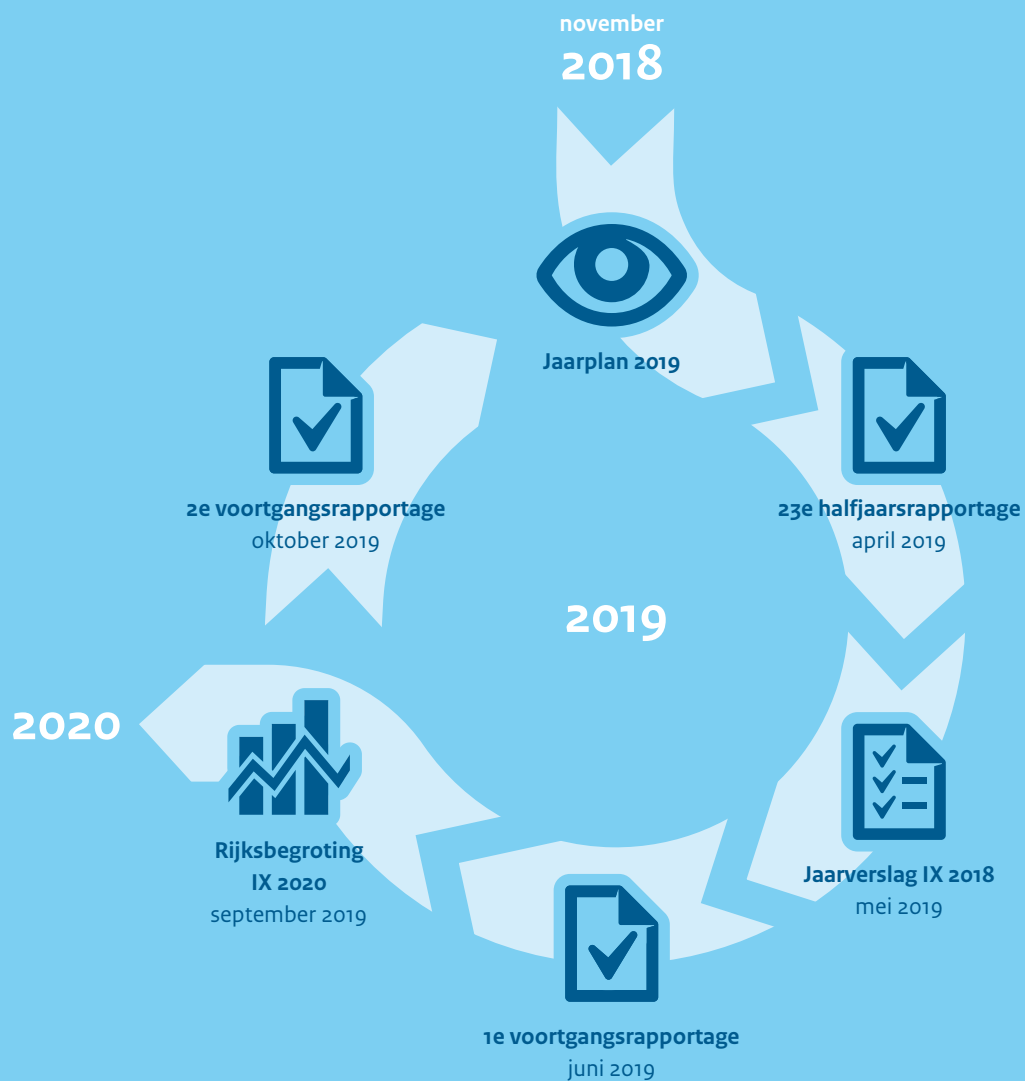 november
2018
Jaarplan 2019
23e halfjaarsrapportage
april 2019
Jaarverslag IX 2018
mei 2019
1e voortgangsrapportage
juni 2019
Rijksbegroting
IX 2020
september 2019
2e voortgangsrapportage
oktober 2019
2019
2020